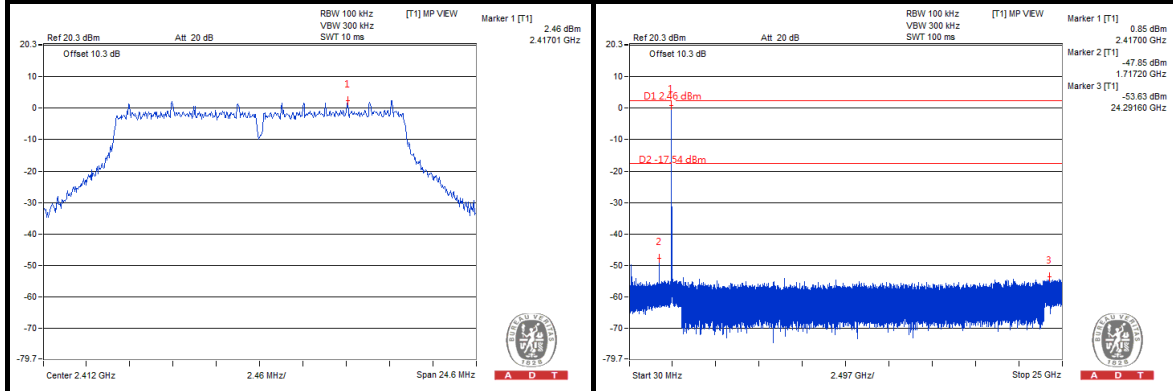 RBW 100 kHz [T1] MP VIEW
VBW 300 kHz
Ref 20.3 dBm Att 20 dB SWT 10 ms
Marker 1 [T1]
2.46 dBm
2.41701 GHz
20.3
Offset 10.3 dB
10
0
-10
-20
-30
-40
-50
-60
-70
-79.7
1
Center 2.412 GHz 2.46 MHz/ Span 24.6 MHz
BUREAU VERITAS
1828
A D T
RBW 100 kHz [T1] MP VIEW
VBW 300 kHz
Ref 20.3 dBm Att 20 dB SWT 100 ms
Marker 1 [T1]
0.85 dBm
2.41700 GHz
Marker 2 [T1]
-47.85 dBm
1.71720 GHz
Marker 3 [T1]
-53.63 dBm
24.29160 GHz
20.3
Offset 10.3 dB
10
0
-10
-20
-30
-40
-50
-60
-70
-79.7
1
D1 2.46 dBm
D2 -17.54 dBm
2
3
Start 30 MHz 2.497 GHz/ Stop 25 GHz
BUREAU VERITAS
1828
A D T